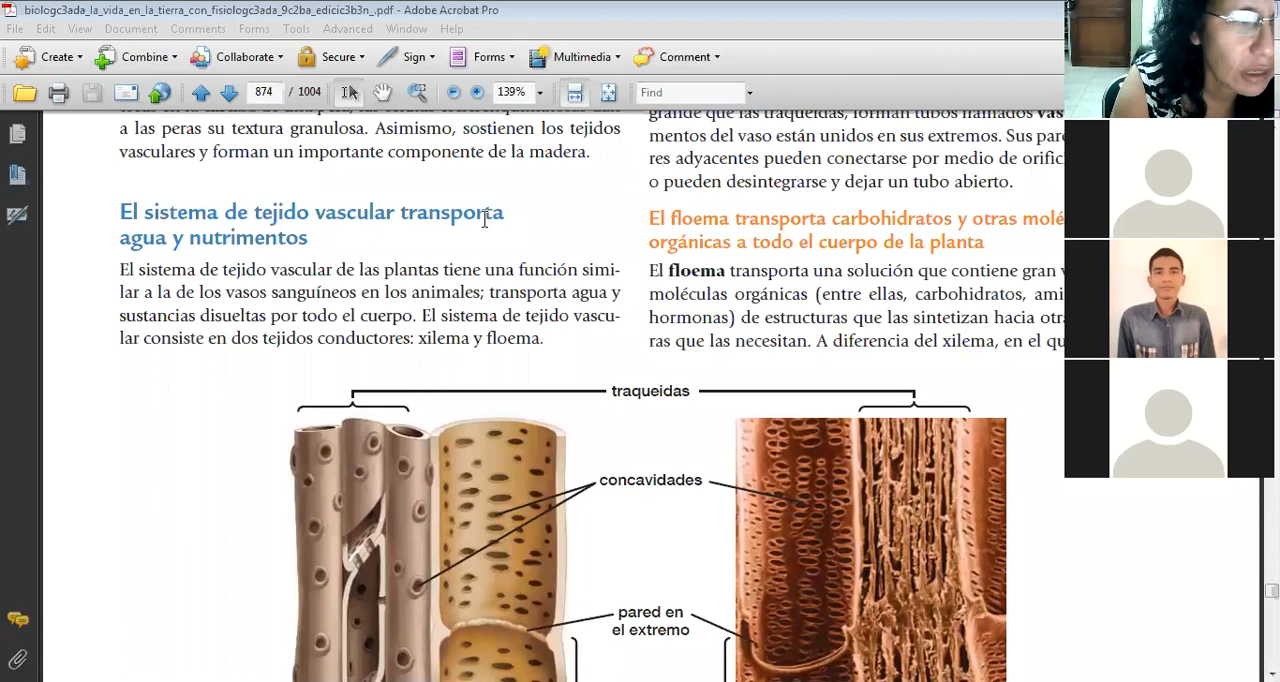 biologc3ada_la_vida_en_la_tierra_con_fisiologc3ada_9c2ba_edicic3b3n_.pdf - Adobe Acrobat Pro
File Edit View Document Comments Forms Tools Advanced Window Help
Create Combine Collaborate Secure Sign Forms Multimedia Comment
874 / 1004 139% Find
a las peras su textura granulosa. Asimismo, sostienen los tejidos
vasculares y forman un importante componente de la madera.
El sistema de tejido vascular transporta
agua y nutrimentos
El sistema de tejido vascular de las plantas tiene una función simi-
lar a la de los vasos sanguíneos en los animales; transporta agua y
sustancias disueltas por todo el cuerpo. El sistema de tejido vascu-
lar consiste en dos tejidos conductores: xilema y floema.
grande que las traqueidas, forman tubos llamados vas
mentos del vaso están unidos en sus extremos. Sus pare
res adyacentes pueden conectarse por medio de orifi
o pueden desintegrarse y dejar un tubo abierto.
El floema transporta carbohidratos y otras molé
orgánicas a todo el cuerpo de la planta
El floema transporta una solución que contiene gran v
moléculas orgánicas (entre ellas, carbohidratos, ami
hormonas) de estructuras que las sintetizan hacia otra
ras que las necesitan. A diferencia del xilema, en el qu
traqueidas
concavidades
pared en
el extremo